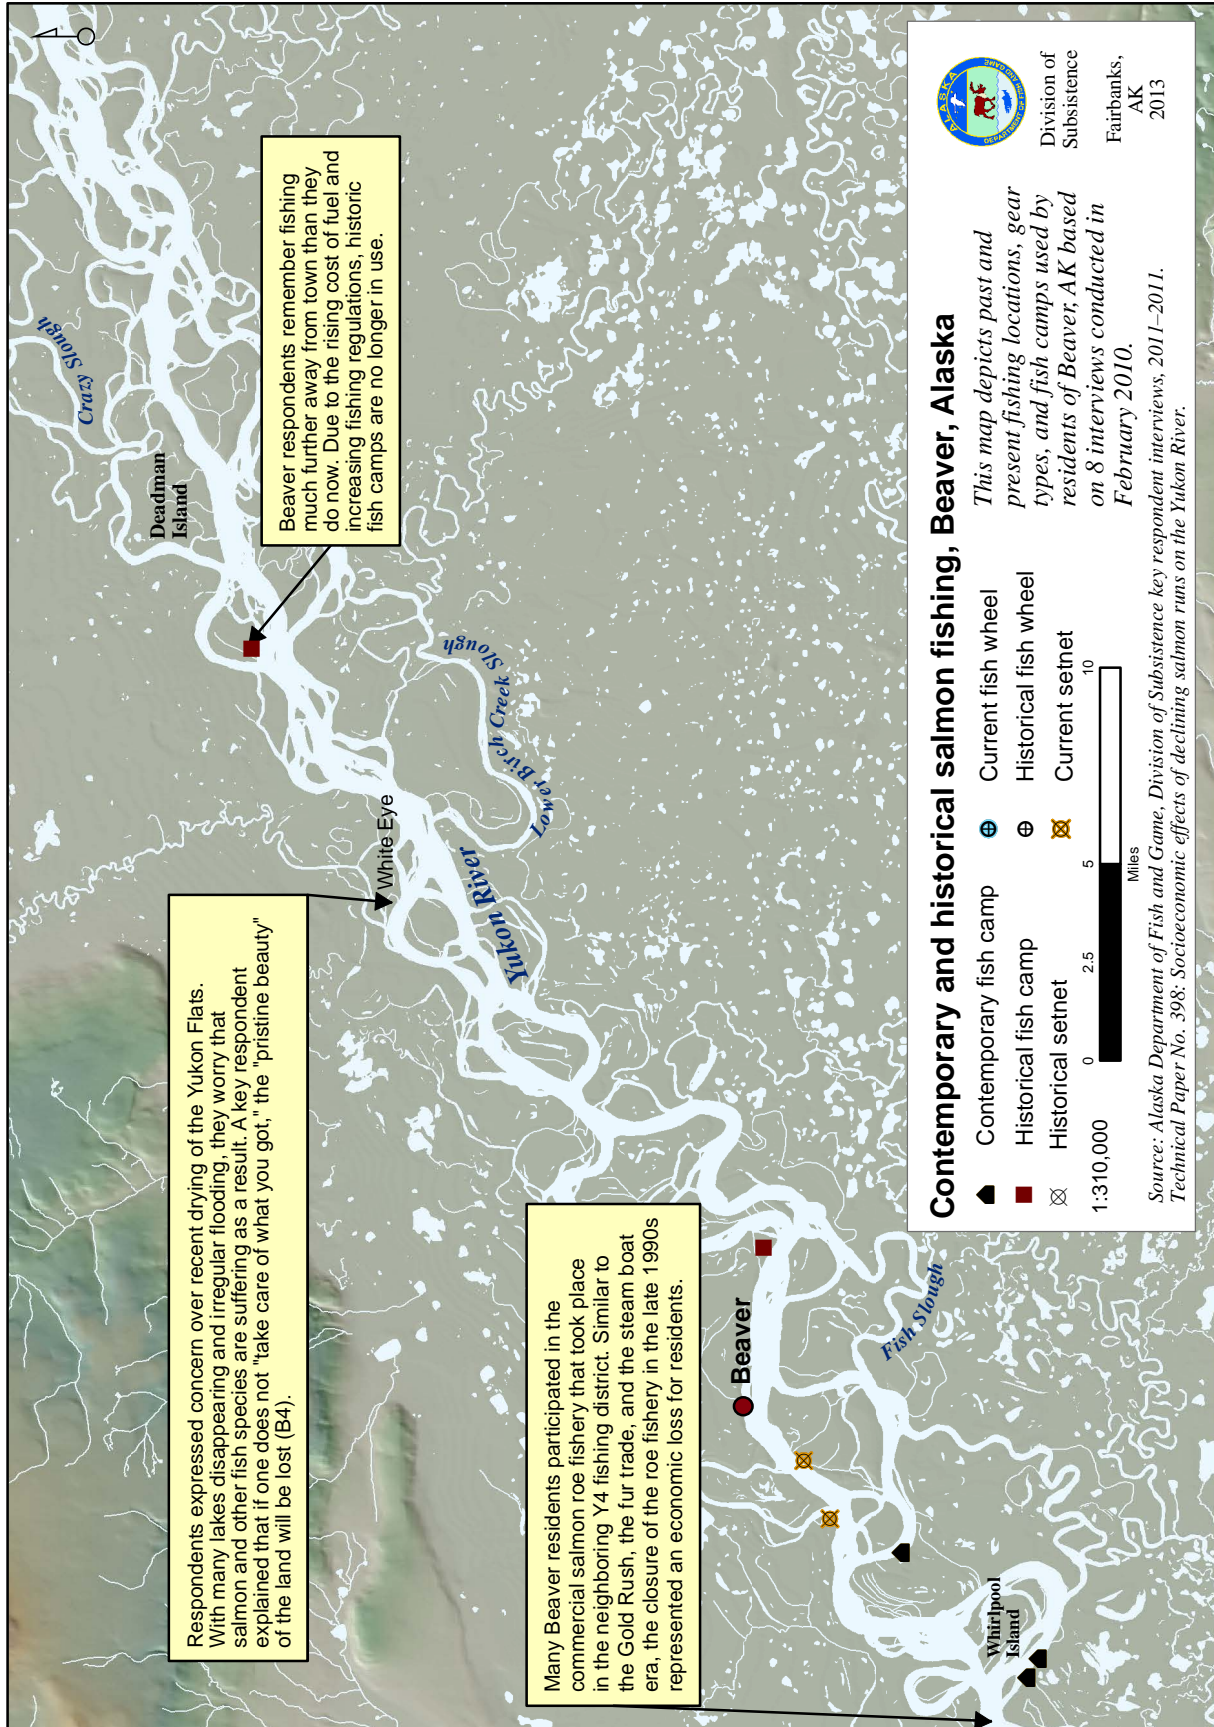 Respondents expressed concern over recent drying of the Yukon Flats.
With many lakes disappearing and irregular flooding, they worry that
salmon and other fish species are suffering as a result. A key respondent
explained that if one does not "take care of what you got," the "pristine beauty"
of the land will be lost (B4).
Beaver respondents remember fishing
much further away from town than they
do now. Due to the rising cost of fuel and
increasing fishing regulations, historic
fish camps are no longer in use.
Many Beaver residents participated in the
commercial salmon roe fishery that took place
in the neighboring Y4 fishing district. Similar to
the Gold Rush, the fur trade, and the steam boat
era, the closure of the roe fishery in the late 1990s
represented an economic loss for residents.
Crazy Slough
Deadman
Island
White Eye
Yukon River
Lower Birch Creek Slough
Beaver
Fish Slough
Whirlpool
Island
Contemporary and historical salmon fishing, Beaver, Alaska
Contemporary fish camp
Historical fish camp
Historical setnet
Current fish wheel
Historical fish wheel
Current setnet
1:310,000
0 2.5 5 10
Miles
This map depicts past and
present fishing locations, gear
types, and fish camps used by
residents of Beaver, AK based
on 8 interviews conducted in
February 2010.
ALASKA
DEPARTMENT OF FISH AND GAME
Division of
Subsistence
Fairbanks,
AK
2013
Source: Alaska Department of Fish and Game, Division of Subsistence key respondent interviews, 2011–2011.
Technical Paper No. 398: Socioeconomic effects of declining salmon runs on the Yukon River.